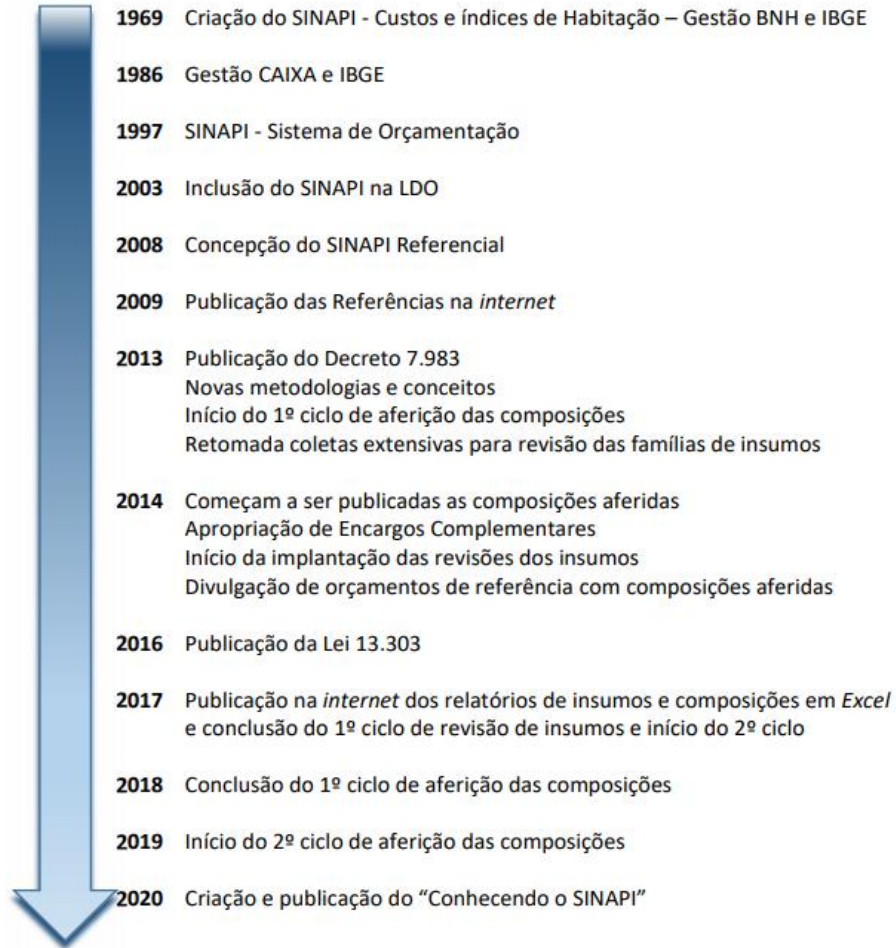 1969 Criação do SINAPI - Custos e índices de Habitação – Gestão BNH e IBGE
1986 Gestão CAIXA e IBGE
1997 SINAPI - Sistema de Orçamentação
2003 Inclusão do SINAPI na LDO
2008 Concepção do SINAPI Referencial
2009 Publicação das Referências na internet
2013 Publicação do Decreto 7.983
Novas metodologias e conceitos
Início do 1º ciclo de aferição das composições
Retomada coletas extensivas para revisão das famílias de insumos
2014 Começam a ser publicadas as composições aferidas
Apropriação de Encargos Complementares
Início da implantação das revisões dos insumos
Divulgação de orçamentos de referência com composições aferidas
2016 Publicação da Lei 13.303
2017 Publicação na internet dos relatórios de insumos e composições em Excel
e conclusão do 1º ciclo de revisão de insumos e início do 2º ciclo
2018 Conclusão do 1º ciclo de aferição das composições
2019 Início do 2º ciclo de aferição das composições
2020 Criação e publicação do “Conhecendo o SINAPI”